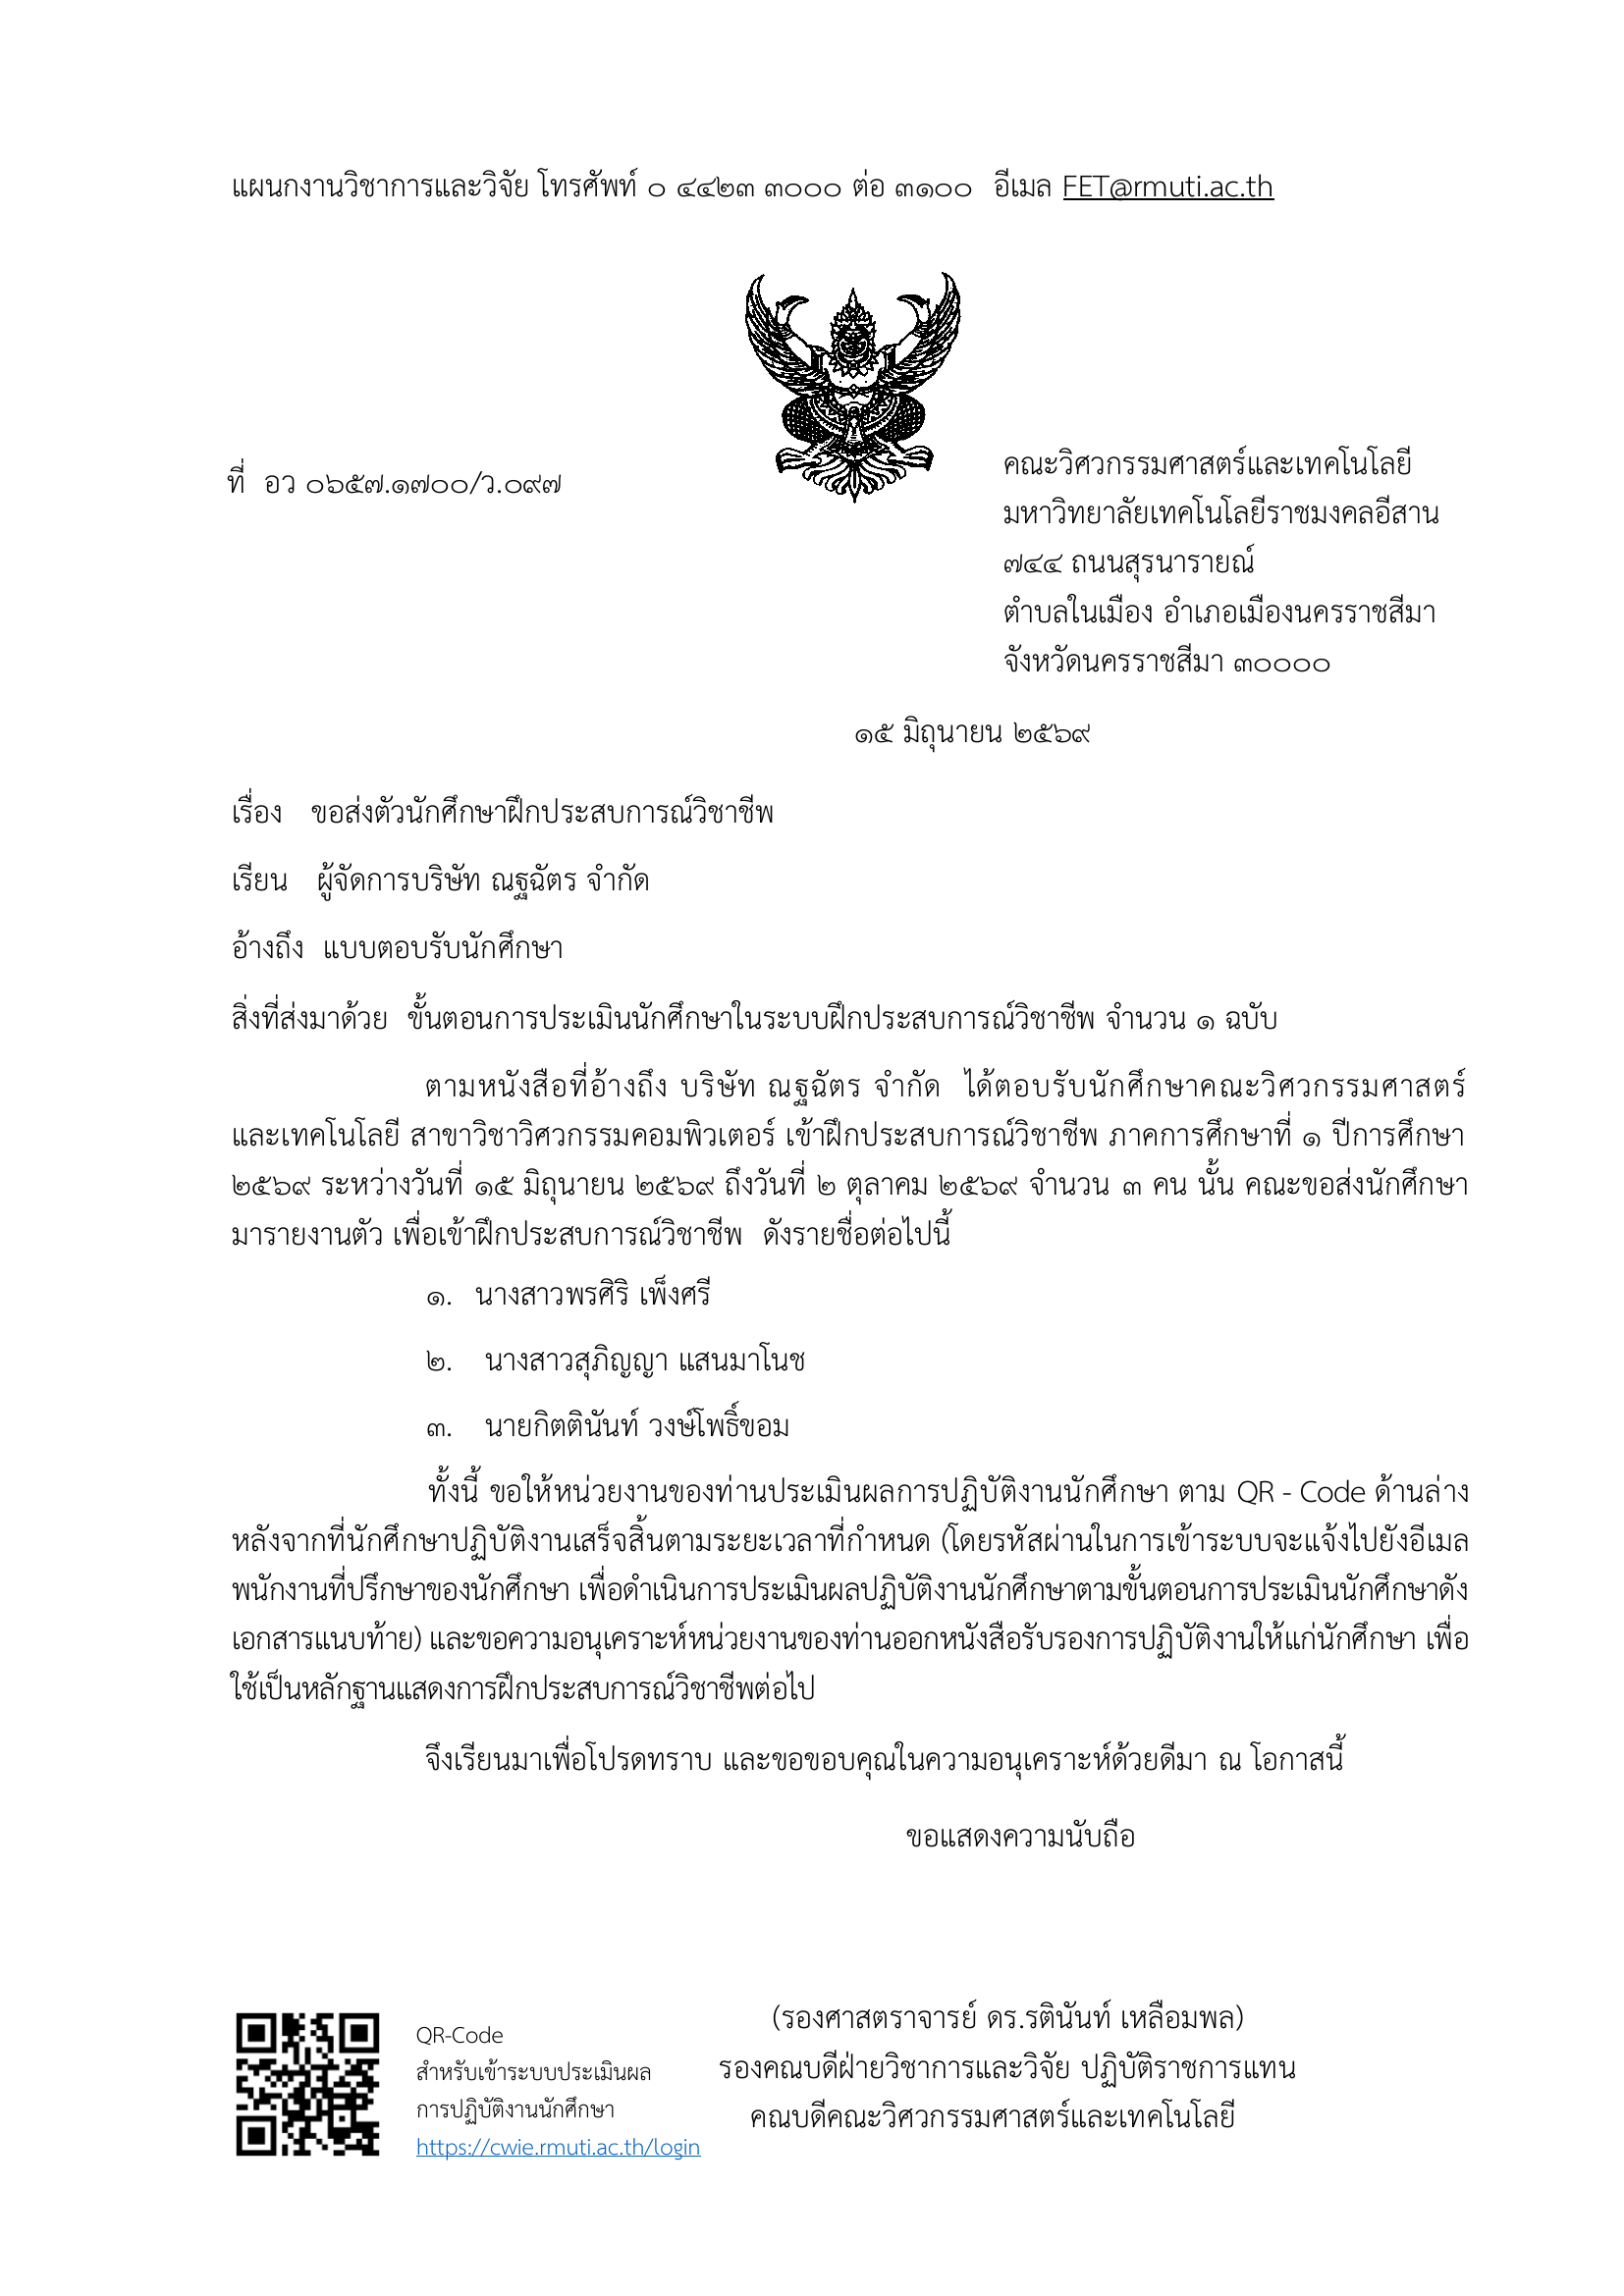 แผนกงานวิชาการและวิจัย โทรศัพท์ ๐ ๔๔๒๓ ๓๐๐๐ ต่อ ๓๑๐๐  อีเมล FET@rmuti.ac.th
ที่  อว ๐๖๕๗.๑๗๐๐/ว.๐๙๗
คณะวิศวกรรมศาสตร์และเทคโนโลยี
มหาวิทยาลัยเทคโนโลยีราชมงคลอีสาน
๗๔๔ ถนนสุรนารายณ์
ตำบลในเมือง อำเภอเมืองนครราชสีมา
จังหวัดนครราชสีมา ๓๐๐๐๐
๑๕ มิถุนายน ๒๕๖๙
เรื่อง   ขอส่งตัวนักศึกษาฝึกประสบการณ์วิชาชีพ
เรียน   ผู้จัดการบริษัท ณฐฉัตร จำกัด
อ้างถึง  แบบตอบรับนักศึกษา
สิ่งที่ส่งมาด้วย  ขั้นตอนการประเมินนักศึกษาในระบบฝึกประสบการณ์วิชาชีพ จำนวน ๑ ฉบับ
ตามหนังสือที่อ้างถึง บริษัท ณฐฉัตร จำกัด  ได้ตอบรับนักศึกษาคณะวิศวกรรมศาสตร์
และเทคโนโลยี สาขาวิชาวิศวกรรมคอมพิวเตอร์ เข้าฝึกประสบการณ์วิชาชีพ ภาคการศึกษาที่ ๑ ปีการศึกษา
๒๕๖๙ ระหว่างวันที่ ๑๕ มิถุนายน ๒๕๖๙ ถึงวันที่ ๒ ตุลาคม ๒๕๖๙ จำนวน ๓ คน นั้น คณะขอส่งนักศึกษา
มารายงานตัว เพื่อเข้าฝึกประสบการณ์วิชาชีพ  ดังรายชื่อต่อไปนี้
๑.  นางสาวพรศิริ เพ็งศรี
๒.   นางสาวสุภิญญา แสนมาโนช
๓.   นายกิตตินันท์ วงษ์โพธิ์ขอม
ทั้งนี้ ขอให้หน่วยงานของท่านประเมินผลการปฏิบัติงานนักศึกษา ตาม QR - Code ด้านล่าง
หลังจากที่นักศึกษาปฏิบัติงานเสร็จสิ้นตามระยะเวลาที่กำหนด (โดยรหัสผ่านในการเข้าระบบจะแจ้งไปยังอีเมล
พนักงานที่ปรึกษาของนักศึกษา เพื่อดำเนินการประเมินผลปฏิบัติงานนักศึกษาตามขั้นตอนการประเมินนักศึกษาดัง
เอกสารแนบท้าย) และขอความอนุเคราะห์หน่วยงานของท่านออกหนังสือรับรองการปฏิบัติงานให้แก่นักศึกษา เพื่อ
ใช้เป็นหลักฐานแสดงการฝึกประสบการณ์วิชาชีพต่อไป
จึงเรียนมาเพื่อโปรดทราบ และขอขอบคุณในความอนุเคราะห์ด้วยดีมา ณ โอกาสนี้
ขอแสดงความนับถือ
(รองศาสตราจารย์ ดร.รตินันท์ เหลือมพล)
รองคณบดีฝ่ายวิชาการและวิจัย ปฏิบัติราชการแทน
คณบดีคณะวิศวกรรมศาสตร์และเทคโนโลยี
QR-Code
สำหรับเข้าระบบประเมินผล
การปฏิบัติงานนักศึกษา
https://cwie.rmuti.ac.th/login